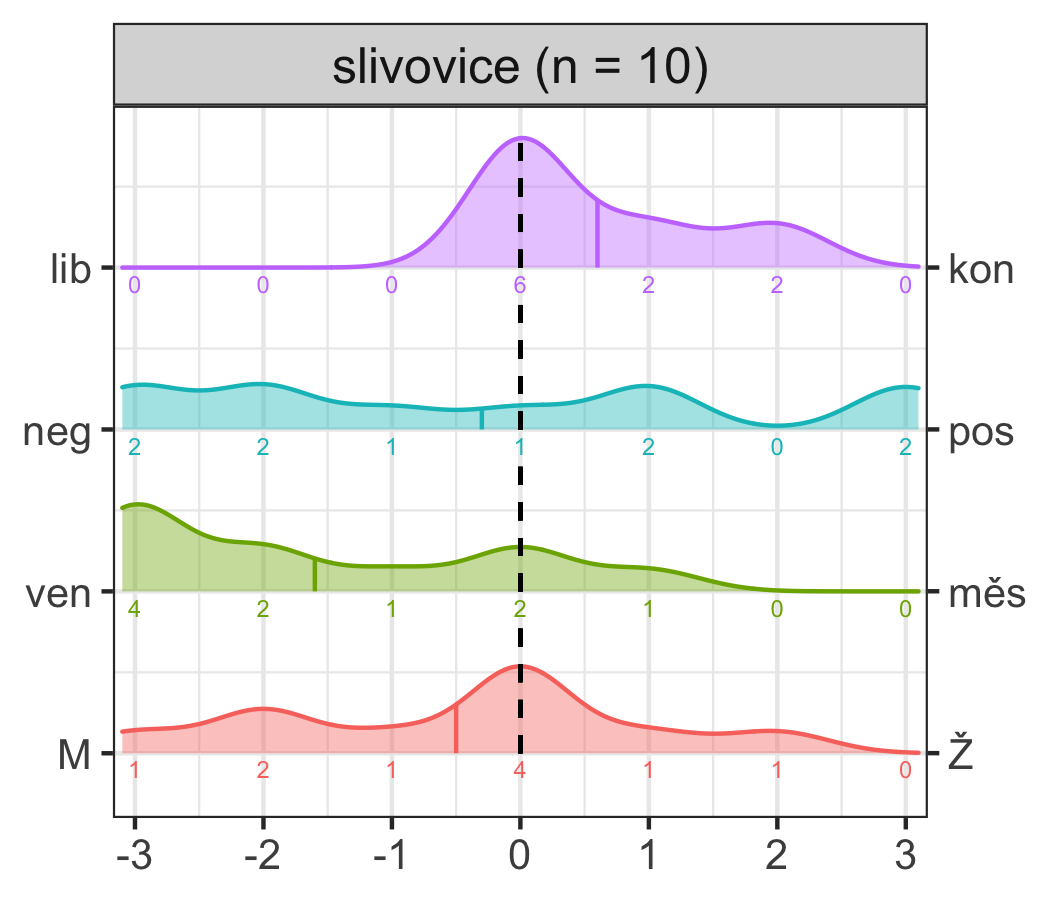 slivovice (n = 10)
lib kon
0 0 0 6 2 2 0
neg pos
2 2 1 1 2 0 2
ven měs
4 2 1 2 1 0 0
M Ž
1 2 1 4 1 1 0
-3 -2 -1 0 1 2 3